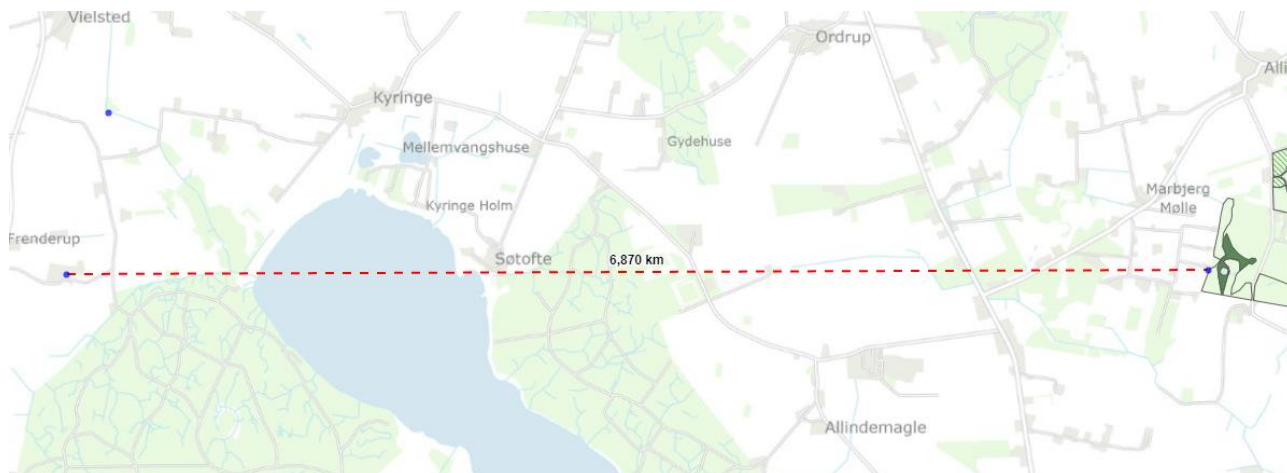 Vielsted
Ordrup
Alli
Kyringe
Gydehuse
Mellemvangshuse
Marbjerg
Mølle
Kyringe Holm
Frenderup
Søtofte
6,870 km
Allindemagle